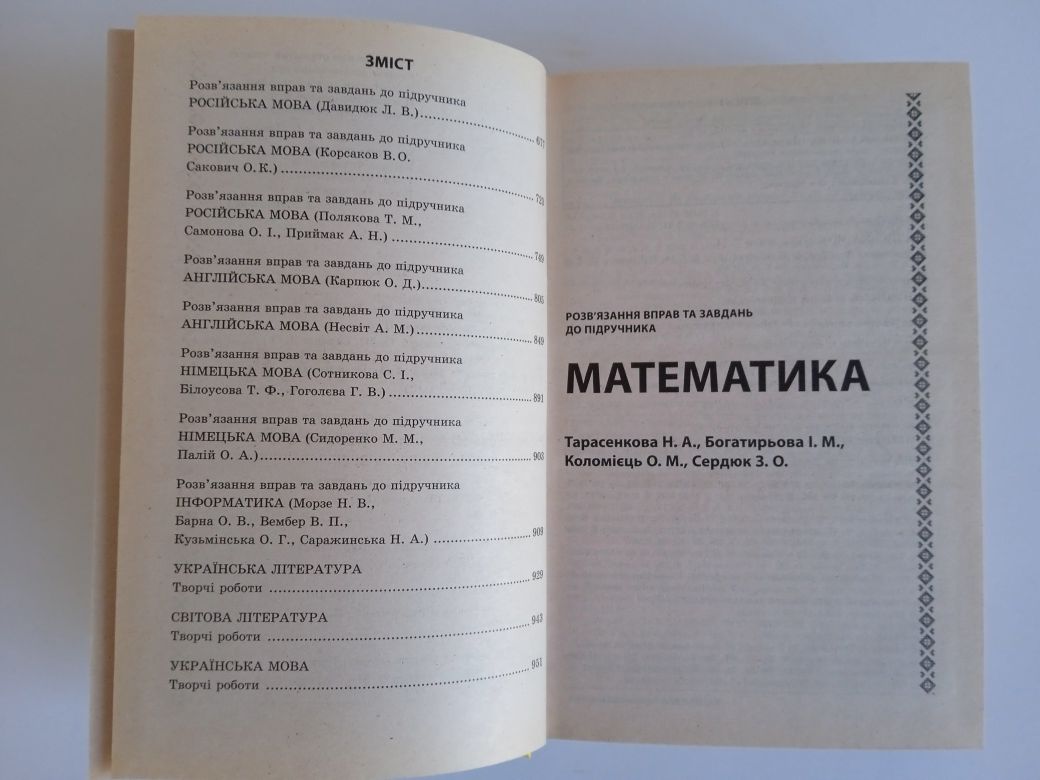 ЗМІСТ
Розв’язання вправ та завдань до підручника
РОСІЙСЬКА МОВА (Давидюк Л. В.)..................... 677
Розв’язання вправ та завдань до підручника
РОСІЙСЬКА МОВА (Корсаков В. О.
Сакович О. К.)..................... 723
Розв’язання вправ та завдань до підручника
РОСІЙСЬКА МОВА (Полякова Т. М.,
Самонова О. І., Приймак А. Н.)..................... 749
Розв’язання вправ та завдань до підручника
АНГЛІЙСЬКА МОВА (Карпюк О. Д.)..................... 805
Розв’язання вправ та завдань до підручника
АНГЛІЙСЬКА МОВА (Несвіт А. М.)..................... 849
Розв’язання вправ та завдань до підручника
НІМЕЦЬКА МОВА (Сотникова С. І.,
Білоусова Т. Ф., Гоголєва Г. В.)..................... 891
Розв’язання вправ та завдань до підручника
НІМЕЦЬКА МОВА (Сидоренко М. М.,
Палій О. А.)..................... 903
Розв’язання вправ та завдань до підручника
ІНФОРМАТИКА (Морзе Н. В.,
Барна О. В., Вембер В. П.,
Кузьмінська О. Г., Саражинська Н. А.)..................... 909
УКРАЇНСЬКА ЛІТЕРАТУРА
Творчі роботи..................... 929
СВІТОВА ЛІТЕРАТУРА
Творчі роботи..................... 943
УКРАЇНСЬКА МОВА
Творчі роботи..................... 951
РОЗВ’ЯЗАННЯ ВПРАВ ТА ЗАВДАНЬ
ДО ПІДРУЧНИКА
МАТЕМАТИКА
Тарасенкова Н. А., Богатирьова І. М.,
Коломієць О. М., Сердюк З. О.